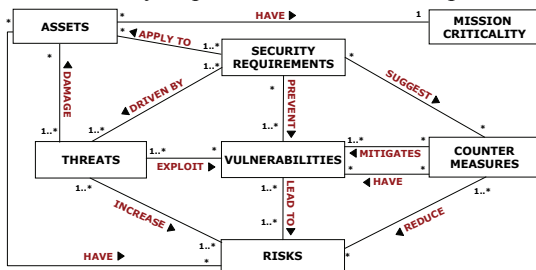 *
ASSETS
*
HAVE
1
MISSION
CRITICALITY
*
APPLY TO
*
1..*
SECURITY
REQUIREMENTS
1..*
*
DAMAGE
DRIVEN BY
*
PREVENT
SUGGEST
1..*
1..*
1..*
*
THREATS
1..*
EXPLOIT
*
VULNERABILITIES
1..*
MITIGATES
*
*
HAVE
*
COUNTER
MEASURES
1..*
INCREASE
1..*
LEAD TO
1..*
REDUCE
1..*
1..*
HAVE
*
RISKS
*